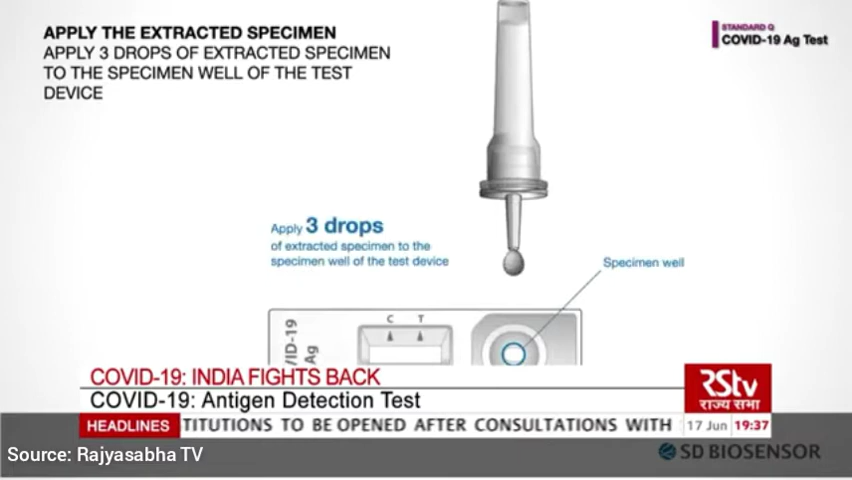 APPLY THE EXTRACTED SPECIMEN
APPLY 3 DROPS OF EXTRACTED SPECIMEN
TO THE SPECIMEN WELL OF THE TEST
DEVICE
STANDARD Q
COVID-19 Ag Test
Apply 3 drops
of extracted specimen to the
specimen well of the test device
Specimen well
C T
/ID-19
Ag
COVID-19: INDIA FIGHTS BACK
COVID-19: Antigen Detection Test
RStv
राज्य सभा
HEADLINES TITUTIONS TO BE OPENED AFTER CONSULTATIONS WITH 17 Jun 19:37
Source: Rajyasabha TV
SD BIOSENSOR